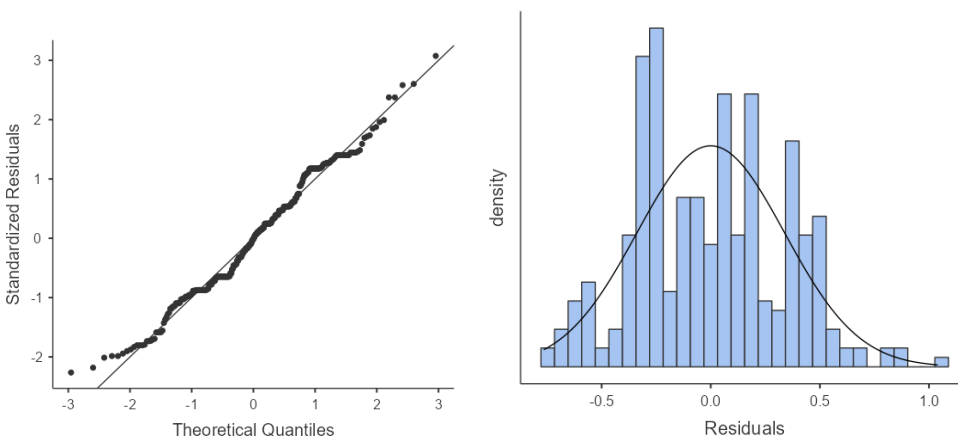 3
2
1
0
-1
-2
Standardized Residuals
-3 -2 -1 0 1 2 3
Theoretical Quantiles
density
-0.5 0.0 0.5 1.0
Residuals